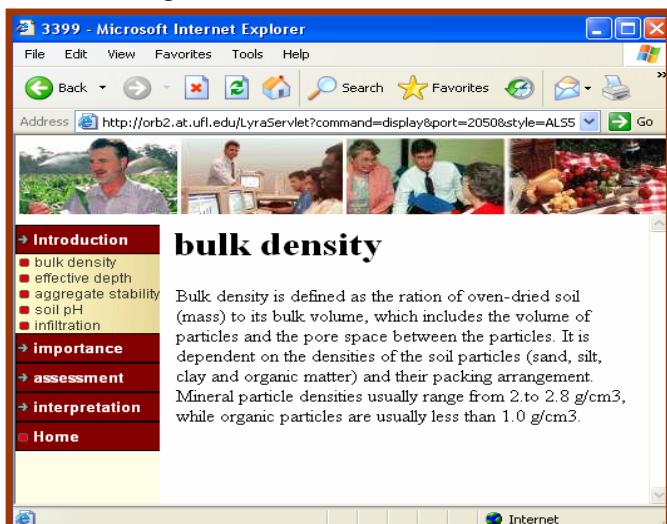 3399 - Microsoft Internet Explorer
File Edit View Favorites Tools Help
Back Search Favorites »
Address http://orb2.at.ufl.edu/LyraServlet?command=display&port=2050&style=ALS5 Go
Introduction
bulk density
effective depth
aggregate stability
soil pH
infiltration
importance
assessment
interpretation
Home
bulk density
Bulk density is defined as the ration of oven-dried soil
(mass) to its bulk volume, which includes the volume of
particles and the pore space between the particles. It is
dependent on the densities of the soil particles (sand, silt,
clay and organic matter) and their packing arrangement.
Mineral particle densities usually range from 2.to 2.8 g/cm3,
while organic particles are usually less than 1.0 g/cm3.
Internet